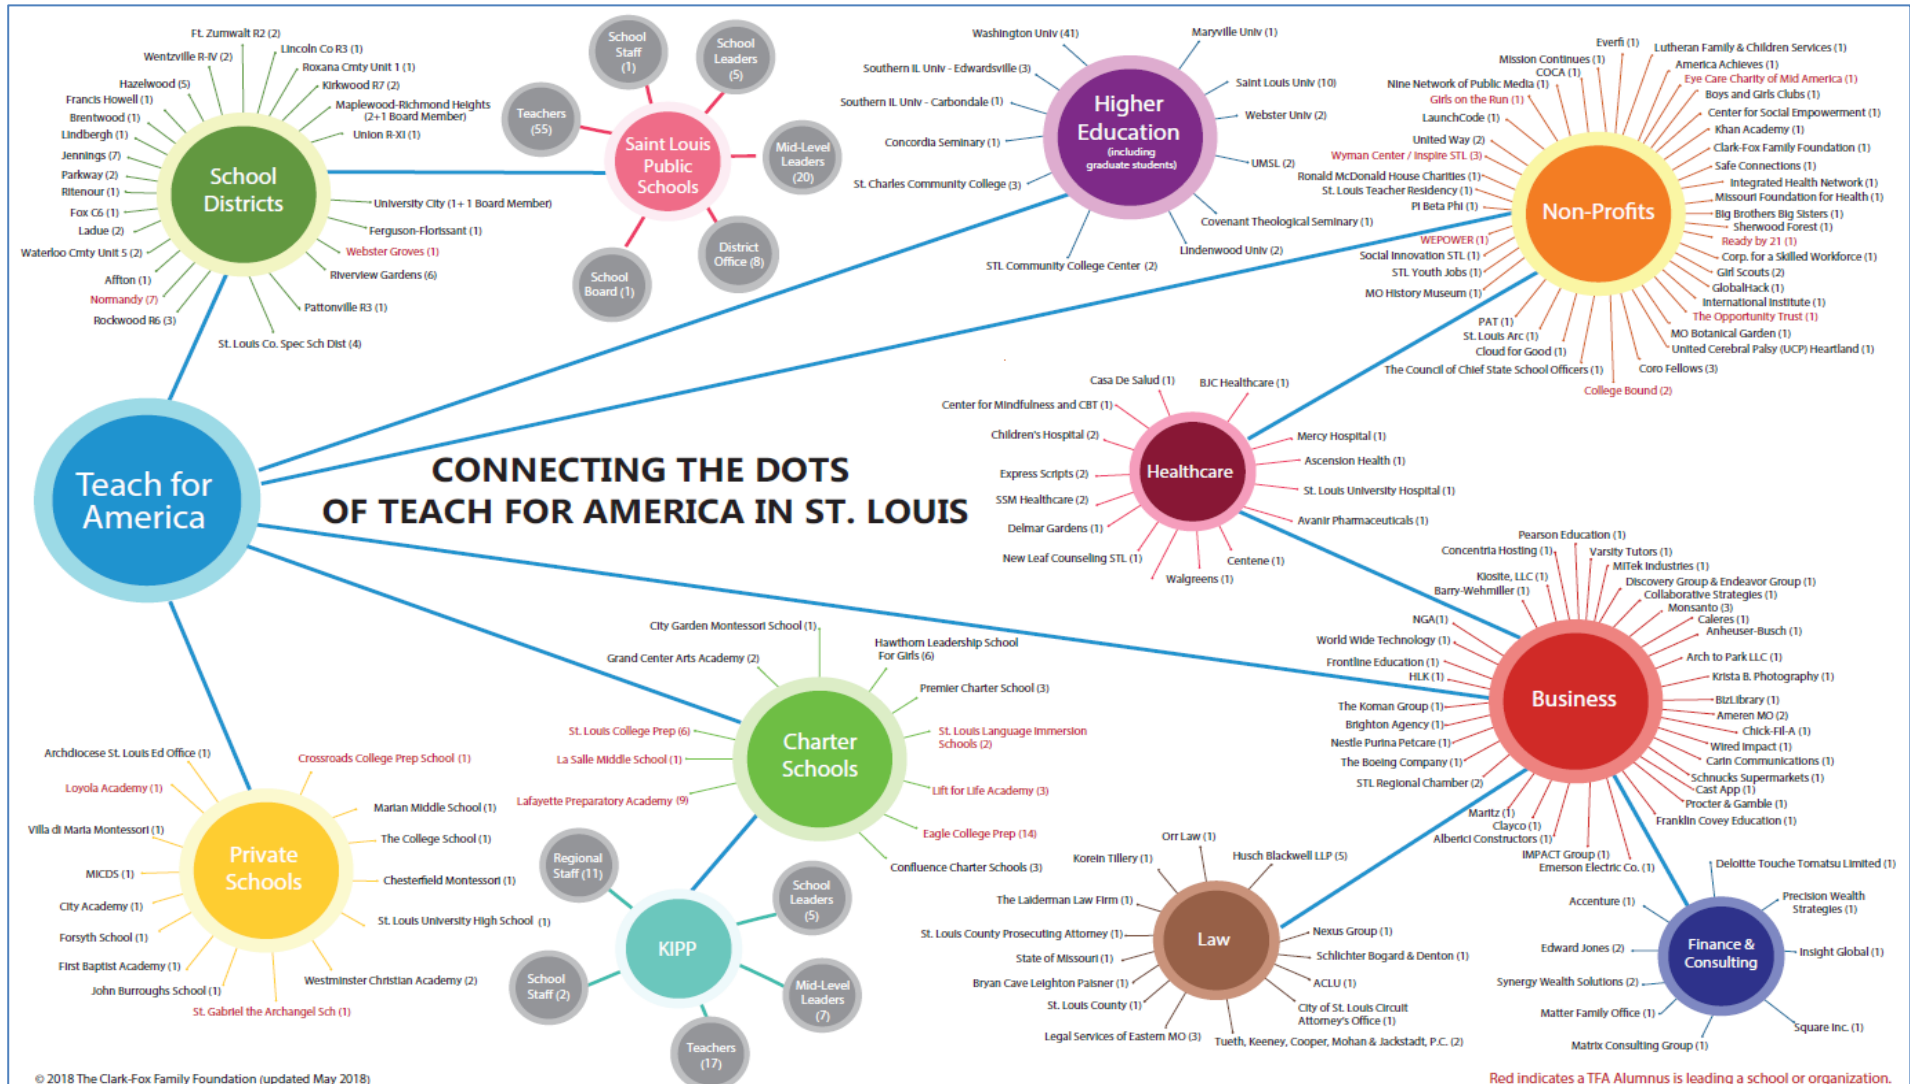 Ft. Zumwalt R2 (2)
Lincoln Co R3 (1)
Wentzville R-IV (2)
Roxana Cmty Unit 1 (1)
Hazelwood (5)
Kirkwood R7 (2)
Francis Howell (1)
Maplewood-Richmond Heights
(2+1 Board Member)
Brentwood (1)
Union R-XI (1)
Lindbergh (1)
Jennings (7)
Parkway (2)
Ritenour (1)
School
Districts
University City (1+ 1 Board Member)
Fox C6 (1)
Ladue (2)
Ferguson-Florissant (1)
Waterloo Cmty Unit 5 (2)
Webster Groves (1)
Affton (1)
Riverview Gardens (6)
Normandy (7)
Pattonville R3 (1)
Rockwood R6 (3)
St. Louis Co. Spec Sch Dist (4)
School
Staff
(1)
School
Leaders
(5)
Teachers
(55)
Saint Louis
Public
Schools
Mid-Level
Leaders
(20)
District
Office (8)
School
Board (1)
Washington Univ (41)
Maryville Univ (1)
Southern IL Univ - Edwardsville (3)
Saint Louis Univ (10)
Southern IL Univ - Carbondale (1)
Higher
Education
(including
graduate students)
Webster Univ (2)
Concordia Seminary (1)
UMSL (2)
St. Charles Community College (3)
Covenant Theological Seminary (1)
Lindenwood Univ (2)
STL Community College Center (2)
Everfi (1)
Lutheran Family & Children Services (1)
Mission Continues (1)
America Achieves (1)
COCA (1)
Eye Care Charity of Mid America (1)
Nine Network of Public Media (1)
Boys and Girls Clubs (1)
Girls on the Run (1)
Center for Social Empowerment (1)
LaunchCode (1)
Khan Academy (1)
United Way (2)
Clark-Fox Family Foundation (1)
Wyman Center / Inspire STL (3)
Safe Connections (1)
Ronald McDonald House Charities (1)
Integrated Health Network (1)
St. Louis Teacher Residency (1)
Missouri Foundation for Health (1)
Pi Beta Phi (1)
Non-Profits
Big Brothers Big Sisters (1)
Sherwood Forest (1)
WEPOWER (1)
Ready by 21 (1)
Social Innovation STL (1)
Corp. for a Skilled Workforce (1)
STL Youth Jobs (1)
Girl Scouts (2)
MO History Museum (1)
GlobalHack (1)
International Institute (1)
PAT (1)
The Opportunity Trust (1)
St. Louis Arc (1)
MO Botanical Garden (1)
Cloud for Good (1)
United Cerebral Palsy (UCP) Heartland (1)
The Council of Chief State School Officers (1)
Coro Fellows (3)
College Bound (2)
Teach for
America
CONNECTING THE DOTS
OF TEACH FOR AMERICA IN ST. LOUIS
Casa De Salud (1)
BJC Healthcare (1)
Center for Mindfulness and CBT (1)
Children's Hospital (2)
Mercy Hospital (1)
Ascension Health (1)
Express Scripts (2)
Healthcare
St. Louis University Hospital (1)
SSM Healthcare (2)
Avanir Pharmaceuticals (1)
Delmar Gardens (1)
New Leaf Counseling STL (1)
Centene (1)
Walgreens (1)
Pearson Education (1)
Concentria Hosting (1)
Varsity Tutors (1)
MiTek Industries (1)
Klosite, LLC (1)
Discovery Group & Endeavor Group (1)
Barry-Wehmiller (1)
Collaborative Strategies (1)
Monsanto (3)
NGA(1)
Caleres (1)
Anheuser-Busch (1)
World Wide Technology (1)
Arch to Park LLC (1)
Frontline Education (1)
HLK (1)
Krista B. Photography (1)
Business
BizLibrary (1)
The Koman Group (1)
Ameren MO (2)
Brighton Agency (1)
Chick-Fil-A (1)
Nestle Purina Petcare (1)
Wired Impact (1)
The Boeing Company (1)
Carin Communications (1)
STL Regional Chamber (2)
Schnucks Supermarkets (1)
Cast App (1)
Maritz (1)
Procter & Gamble (1)
Clayco (1)
Franklin Covey Education (1)
Alberici Constructors (1)
IMPACT Group (1)
Emerson Electric Co. (1)
City Garden Montessori School (1)
Hawthorn Leadership School
For Girls (6)
Grand Center Arts Academy (2)
Premier Charter School (3)
St. Louis College Prep (6)
St. Louis Language Immersion
Schools (2)
Charter
Schools
La Salle Middle School (1)
Lift for Life Academy (3)
Lafayette Preparatory Academy (9)
Eagle College Prep (14)
Confluence Charter Schools (3)
Archdiocese St. Louis Ed Office (1)
Crossroads College Prep School (1)
Loyola Academy (1)
Marian Middle School (1)
Villa di Maria Montessori (1)
The College School (1)
Private
Schools
MICDS (1)
Chesterfield Montessori (1)
City Academy (1)
St. Louis University High School (1)
Forsyth School (1)
First Baptist Academy (1)
Westminster Christian Academy (2)
John Burroughs School (1)
St. Gabriel the Archangel Sch (1)
Regional
Staff (11)
School
Leaders
(5)
KIPP
School
Staff (2)
Mid-Level
Leaders
(7)
Teachers
(17)
Orr Law (1)
Korein Tillery (1)
Husch Blackwell LLP (5)
The Laiderman Law Firm (1)
Nexus Group (1)
St. Louis County Prosecuting Attorney (1)
Law
Schlichter Bogard & Denton (1)
State of Missouri (1)
Bryan Cave Leighton Paisner (1)
ACLU (1)
St. Louis County (1)
City of St. Louis Circuit
Attorney's Office (1)
Legal Services of Eastern MO (3)
Tueth, Keeney, Cooper, Mohan & Jackstadt, P.C. (2)
Deloitte Touche Tomatsu Limited (1)
Accenture (1)
Precision Wealth
Strategies (1)
Edward Jones (2)
Finance &
Consulting
Insight Global (1)
Synergy Wealth Solutions (2)
Matter Family Office (1)
Square Inc. (1)
Matrix Consulting Group (1)
© 2018 The Clark-Fox Family Foundation (updated May 2018)
Red indicates a TFA Alumnus is leading a school or organization.